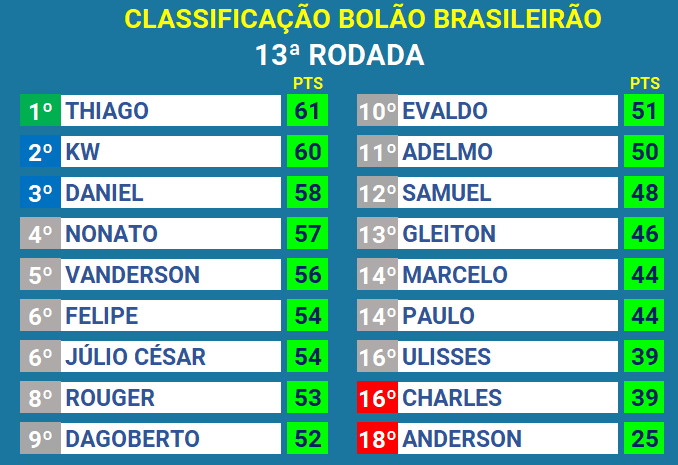 CLASSIFICAÇÃO BOLÃO BRASILEIRÃO
13ª RODADA
PTS
1º THIAGO 61
2º KW 60
3º DANIEL 58
4º NONATO 57
5º VANDERSON 56
6º FELIPE 54
6º JÚLIO CÉSAR 54
8º ROUGER 53
9º DAGOBERTO 52
PTS
10º EVALDO 51
11º ADELMO 50
12º SAMUEL 48
13º GLEITON 46
14º MARCELO 44
14º PAULO 44
16º ULISSES 39
16º CHARLES 39
18º ANDERSON 25